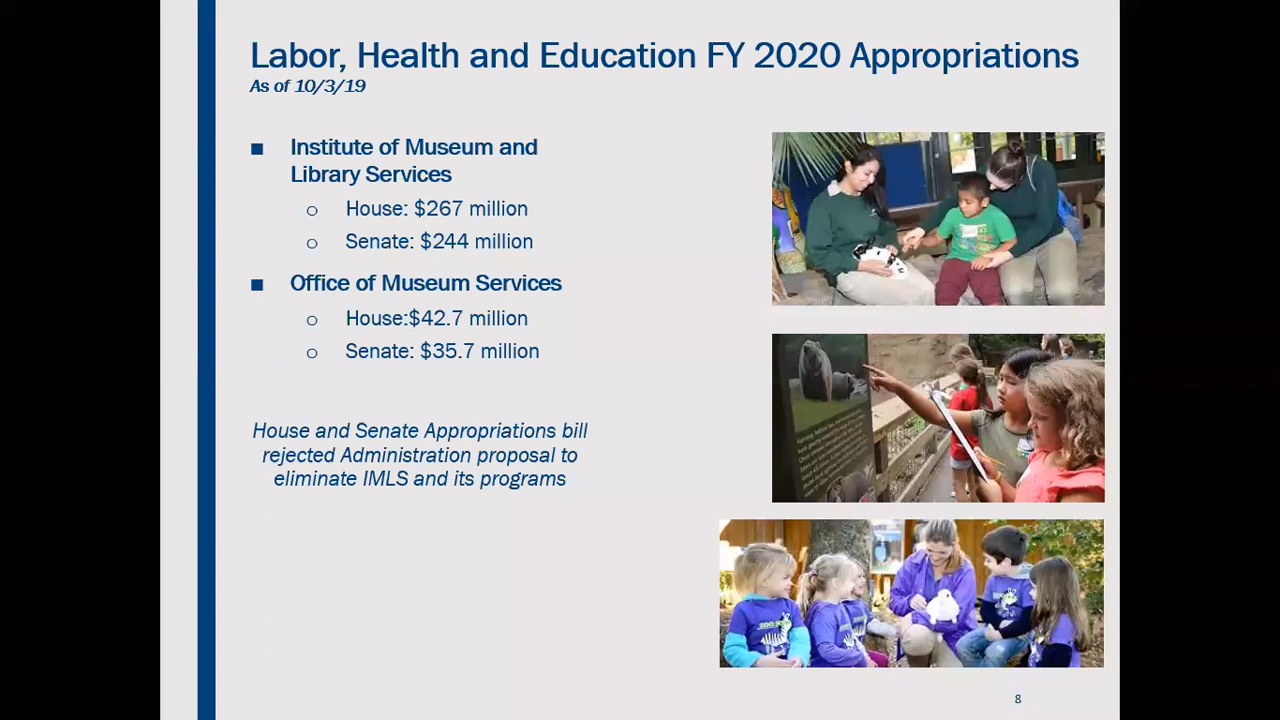 Labor, Health and Education FY 2020 Appropriations
As of 10/3/19
■ Institute of Museum and
Library Services
o House: $267 million
o Senate: $244 million
■ Office of Museum Services
o House:$42.7 million
o Senate: $35.7 million
House and Senate Appropriations bill
rejected Administration proposal to
eliminate IMLS and its programs
8